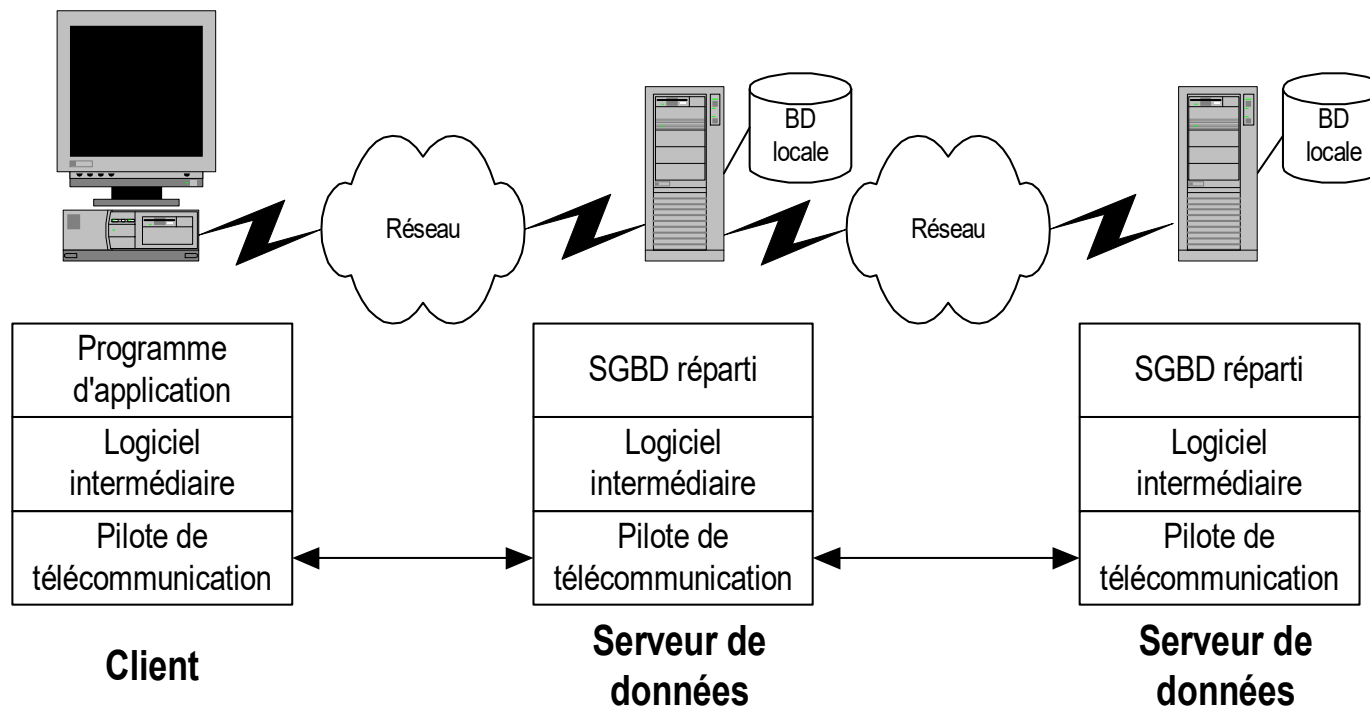 BD
locale
BD
locale
Réseau
Réseau
Programme
d'application
Logiciel
intermédiaire
Pilote de
télécommunication
Client
SGBD réparti
Logiciel
intermédiaire
Pilote de
télécommunication
Serveur de
données
SGBD réparti
Logiciel
intermédiaire
Pilote de
télécommunication
Serveur de
données